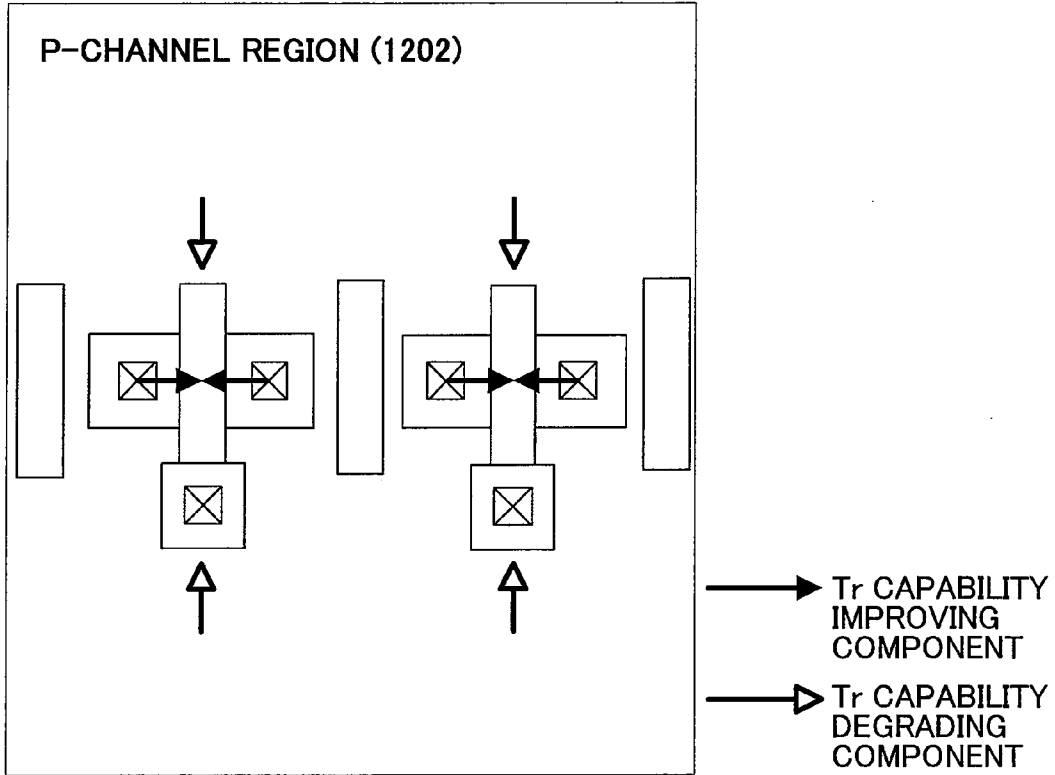 P-CHANNEL REGION (1202)
Tr CAPABILITY
IMPROVING
COMPONENT
Tr CAPABILITY
DEGRADING
COMPONENT